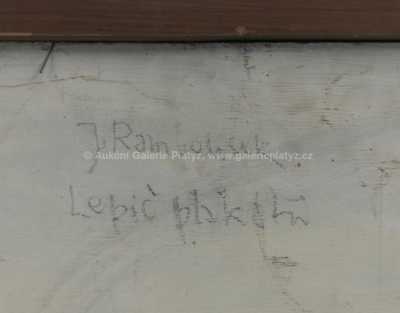 J Rambousek
© Aukční Galerie Platýz, www.galerieplatyz.cz
Lepič plakátů